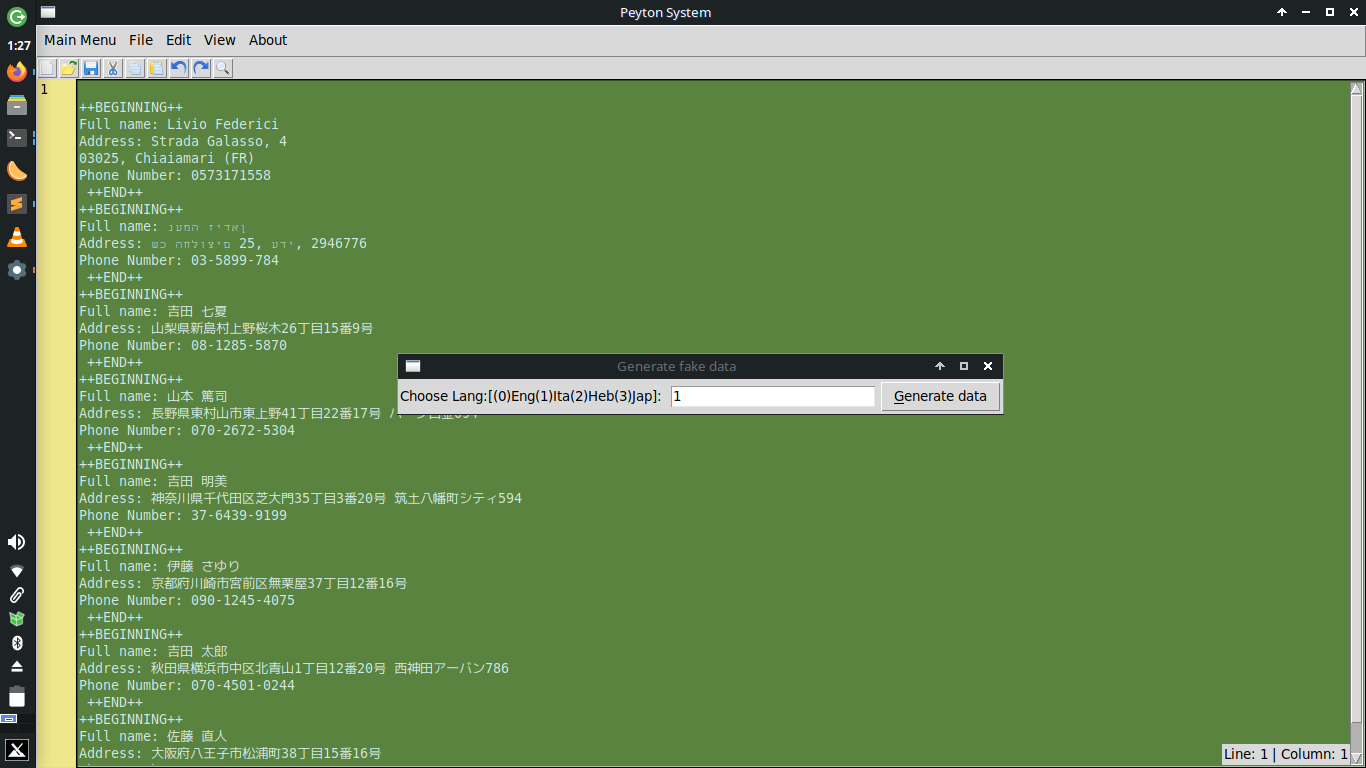 Peyton System
1:27
Main Menu File Edit View About
1
++BEGINNING++
Full name: Livio Federici
Address: Strada Galasso, 4
03025, Chiaiamari (FR)
Phone Number: 0573171558
++END++
++BEGINNING++
Full name: נעמה זידאן
Address: שכ החלוצים 25, עדי, 2946776
Phone Number: 03-5899-784
++END++
++BEGINNING++
Full name: 吉田 七夏
Address: 山梨県新島村上野桜木26丁目15番9号
Phone Number: 08-1285-5870
++END++
++BEGINNING++
Full name: 山本 篤司
Address: 長野県東村山市東上野41丁目22番17号
Phone Number: 070-2672-5304
++END++
++BEGINNING++
Full name: 吉田 明美
Address: 神奈川県千代田区芝大門35丁目3番20号 筑土八幡町シティ594
Phone Number: 37-6439-9199
++END++
++BEGINNING++
Full name: 伊藤 さゆり
Address: 京都府川崎市宮前区無栗屋37丁目12番16号
Phone Number: 090-1245-4075
++END++
++BEGINNING++
Full name: 吉田 太郎
Address: 秋田県横浜市中区北青山1丁目12番20号 西神田アーバン786
Phone Number: 070-4501-0244
++END++
++BEGINNING++
Full name: 佐藤 直人
Address: 大阪府八王子市松浦町38丁目15番16号
Generate fake data
Choose Lang:[(0)Eng(1)Ita(2)Heb(3)Jap]: 1 Generate data
Line: 1 | Column: 1